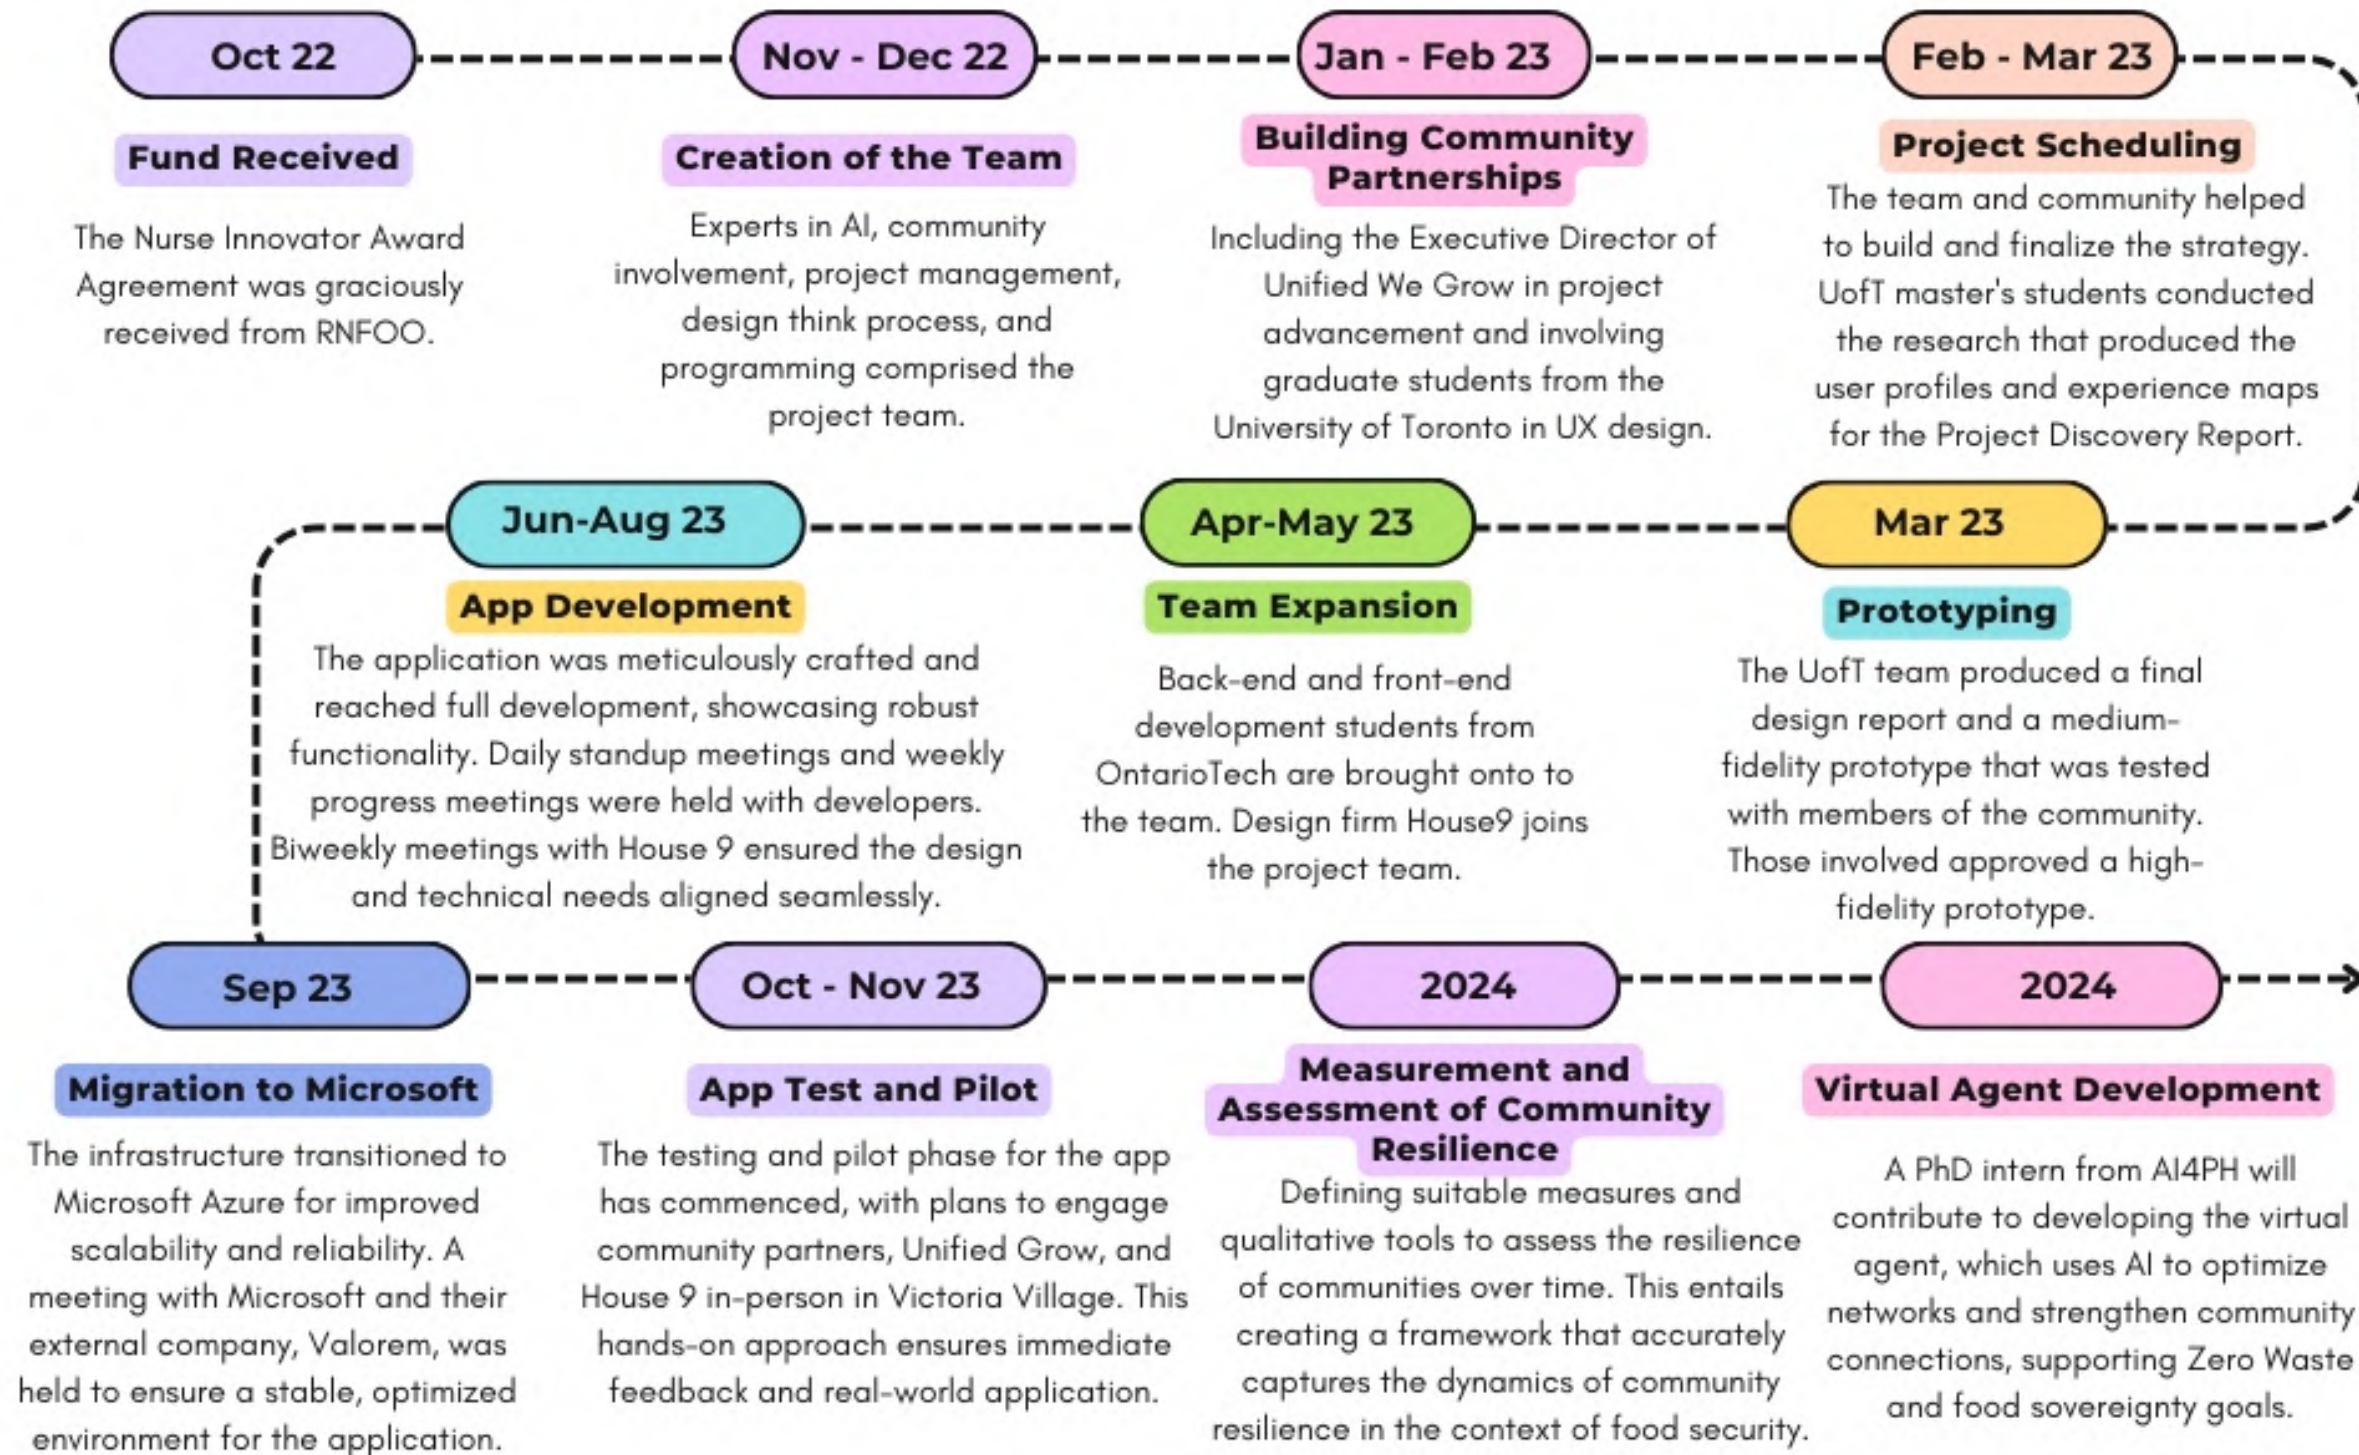 Oct 22
Fund Received
The Nurse Innovator Award
Agreement was graciously
received from RNFOO.
Nov - Dec 22
Creation of the Team
Experts in AI, community
involvement, project management,
design think process, and
programming comprised the
project team.
Jan - Feb 23
Building Community
Partnerships
Including the Executive Director of
Unified We Grow in project
advancement and involving
graduate students from the
University of Toronto in UX design.
Feb - Mar 23
Project Scheduling
The team and community helped
to build and finalize the strategy.
UofT master's students conducted
the research that produced the
user profiles and experience maps
for the Project Discovery Report.
Mar 23
Prototyping
The UofT team produced a final
design report and a medium-
fidelity prototype that was tested
with members of the community.
Those involved approved a high-
fidelity prototype.
Apr-May 23
Team Expansion
Back-end and front-end
development students from
OntarioTech are brought onto to
the team. Design firm House9 joins
the project team.
Jun-Aug 23
App Development
The application was meticulously crafted and
reached full development, showcasing robust
functionality. Daily standup meetings and weekly
progress meetings were held with developers.
Biweekly meetings with House 9 ensured the design
and technical needs aligned seamlessly.
Sep 23
Migration to Microsoft
The infrastructure transitioned to
Microsoft Azure for improved
scalability and reliability. A
meeting with Microsoft and their
external company, Valorem, was
held to ensure a stable, optimized
environment for the application.
Oct - Nov 23
App Test and Pilot
The testing and pilot phase for the app
has commenced, with plans to engage
community partners, Unified Grow, and
House 9 in-person in Victoria Village. This
hands-on approach ensures immediate
feedback and real-world application.
2024
Measurement and
Assessment of Community
Resilience
Defining suitable measures and
qualitative tools to assess the resilience
of communities over time. This entails
creating a framework that accurately
captures the dynamics of community
resilience in the context of food security.
2024
Virtual Agent Development
A PhD intern from AI4PH will
contribute to developing the virtual
agent, which uses AI to optimize
networks and strengthen community
connections, supporting Zero Waste
and food sovereignty goals.